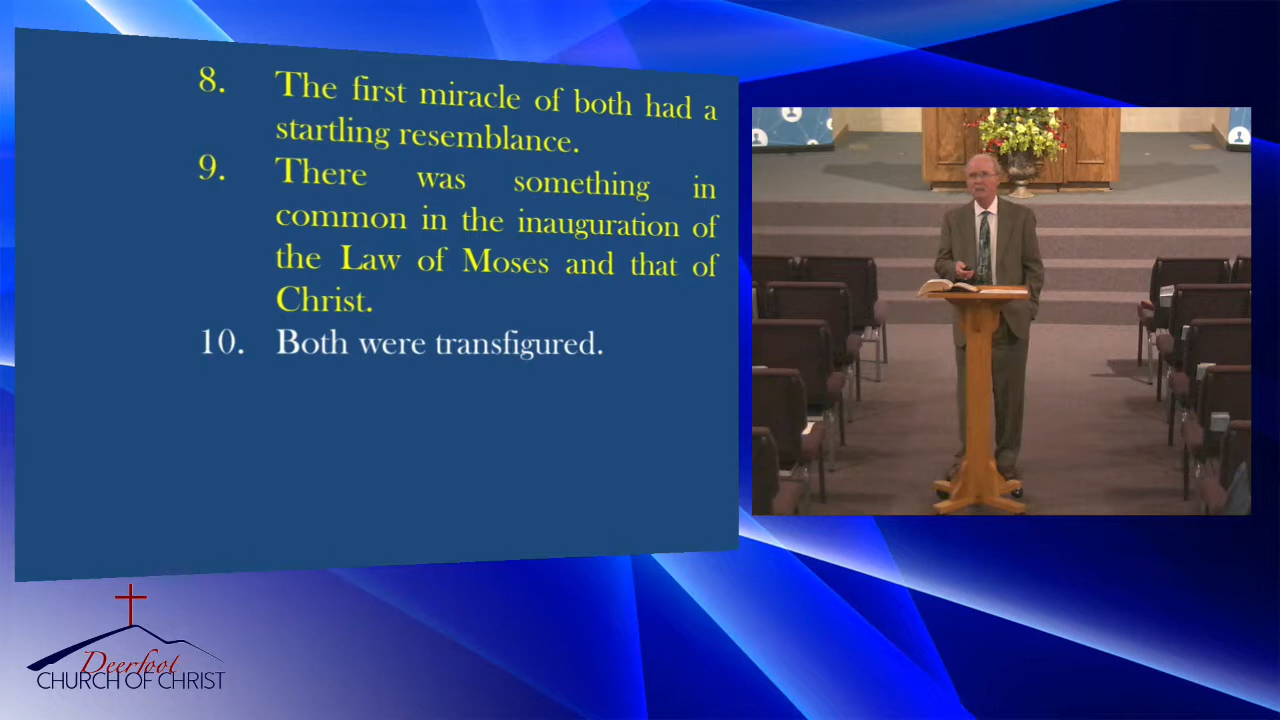 8. The first miracle of both had a
startling resemblance.
9. There was something in
common in the inauguration of
the Law of Moses and that of
Christ.
10. Both were transfigured.
Deerfoot
CHURCH OF CHRIST